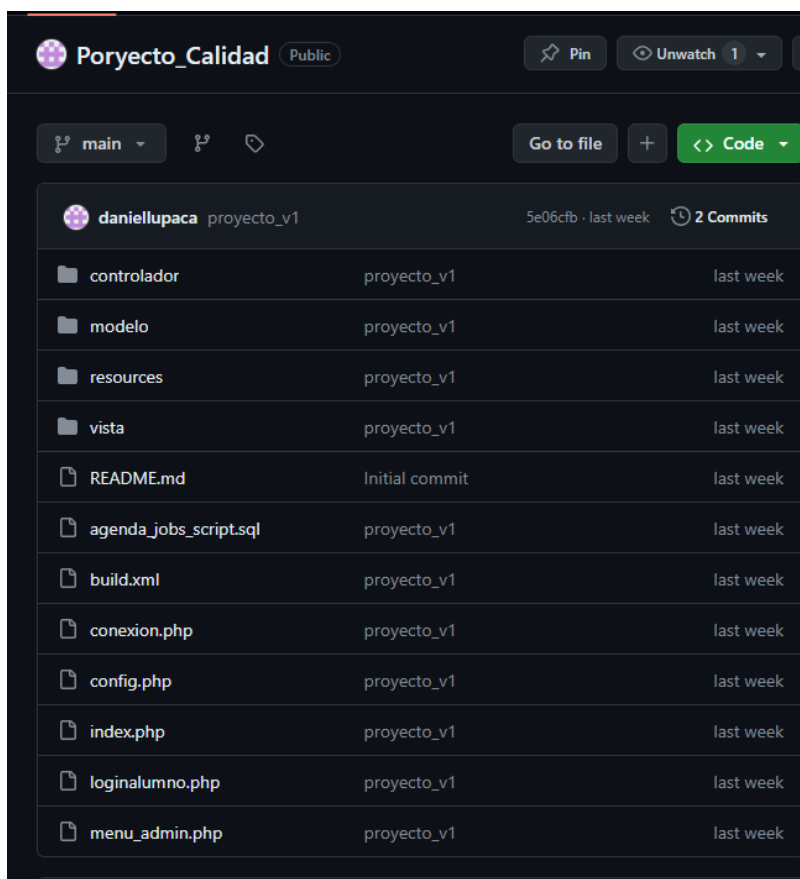 Poryecto_Calidad Public Pin Unwatch 1
main Go to file + <> Code
daniellupaca proyecto_v1 5e06cfb · last week 2 Commits
controlador proyecto_v1 last week
modelo proyecto_v1 last week
resources proyecto_v1 last week
vista proyecto_v1 last week
README.md Initial commit last week
agenda_jobs_script.sql proyecto_v1 last week
build.xml proyecto_v1 last week
conexion.php proyecto_v1 last week
config.php proyecto_v1 last week
index.php proyecto_v1 last week
loginalumno.php proyecto_v1 last week
menu_admin.php proyecto_v1 last week